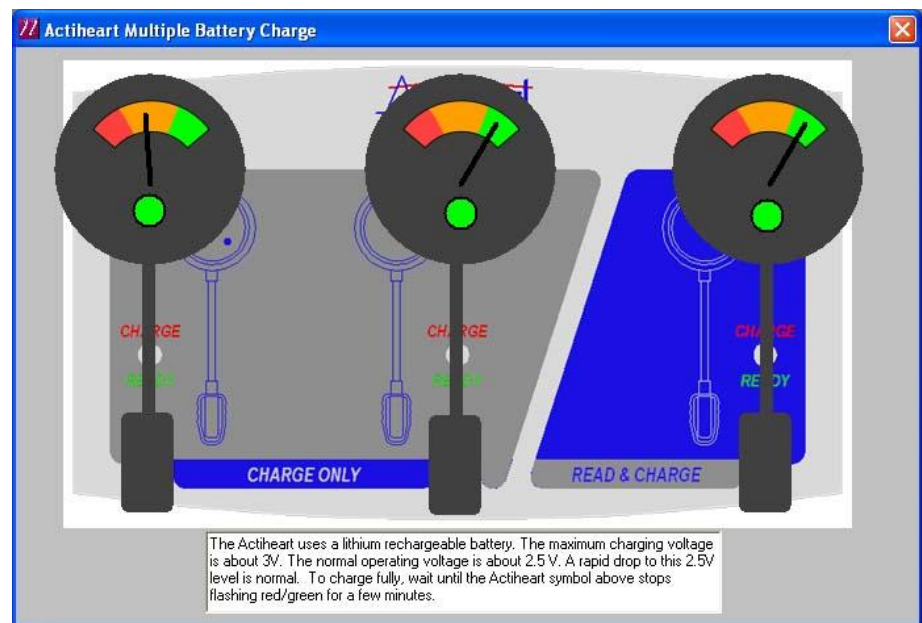 Actiheart Multiple Battery Charge
CHARGE CHARGE CHARGE
READY READY
CHARGE ONLY READ & CHARGE
The Actiheart uses a lithium rechargeable battery. The maximum charging voltage
is about 3V. The normal operating voltage is about 2.5 V. A rapid drop to this 2.5V
level is normal. To charge fully, wait until the Actiheart symbol above stops
flashing red/green for a few minutes.